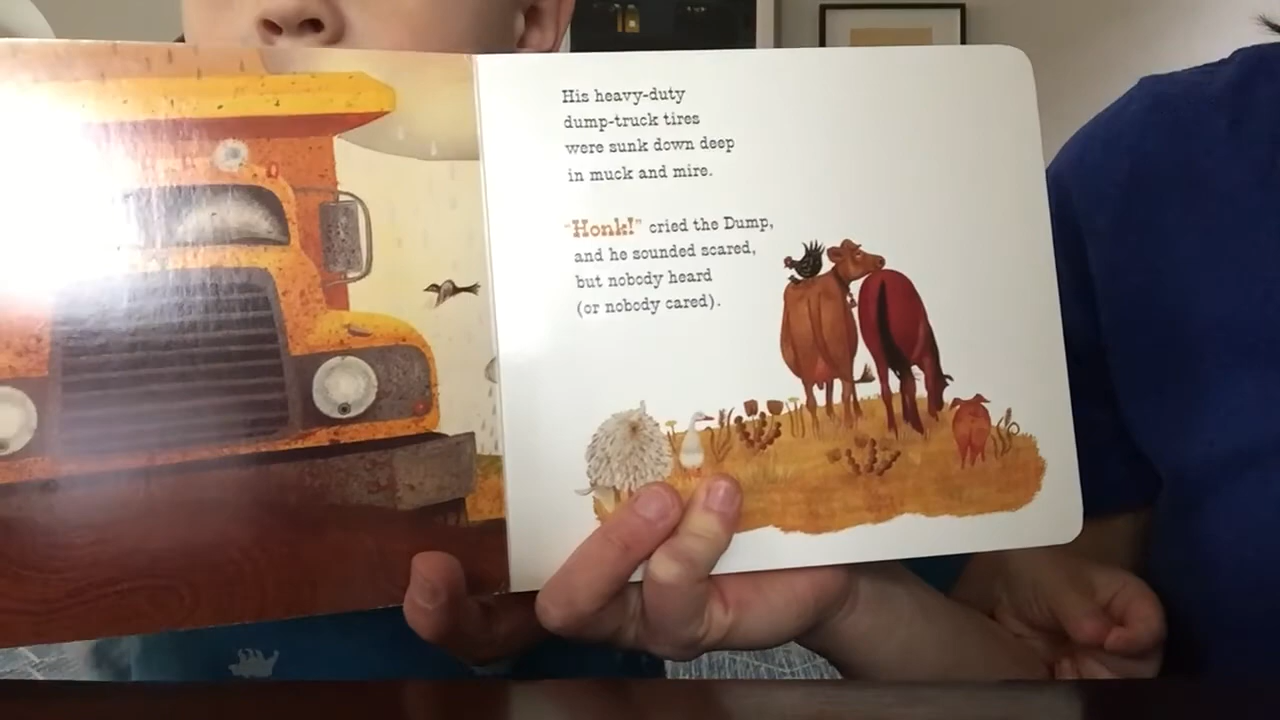 His heavy-duty
dump-truck tires
were sunk down deep
in muck and mire.
"Honk!" cried the Dump,
and he sounded scared,
but nobody heard
(or nobody cared).